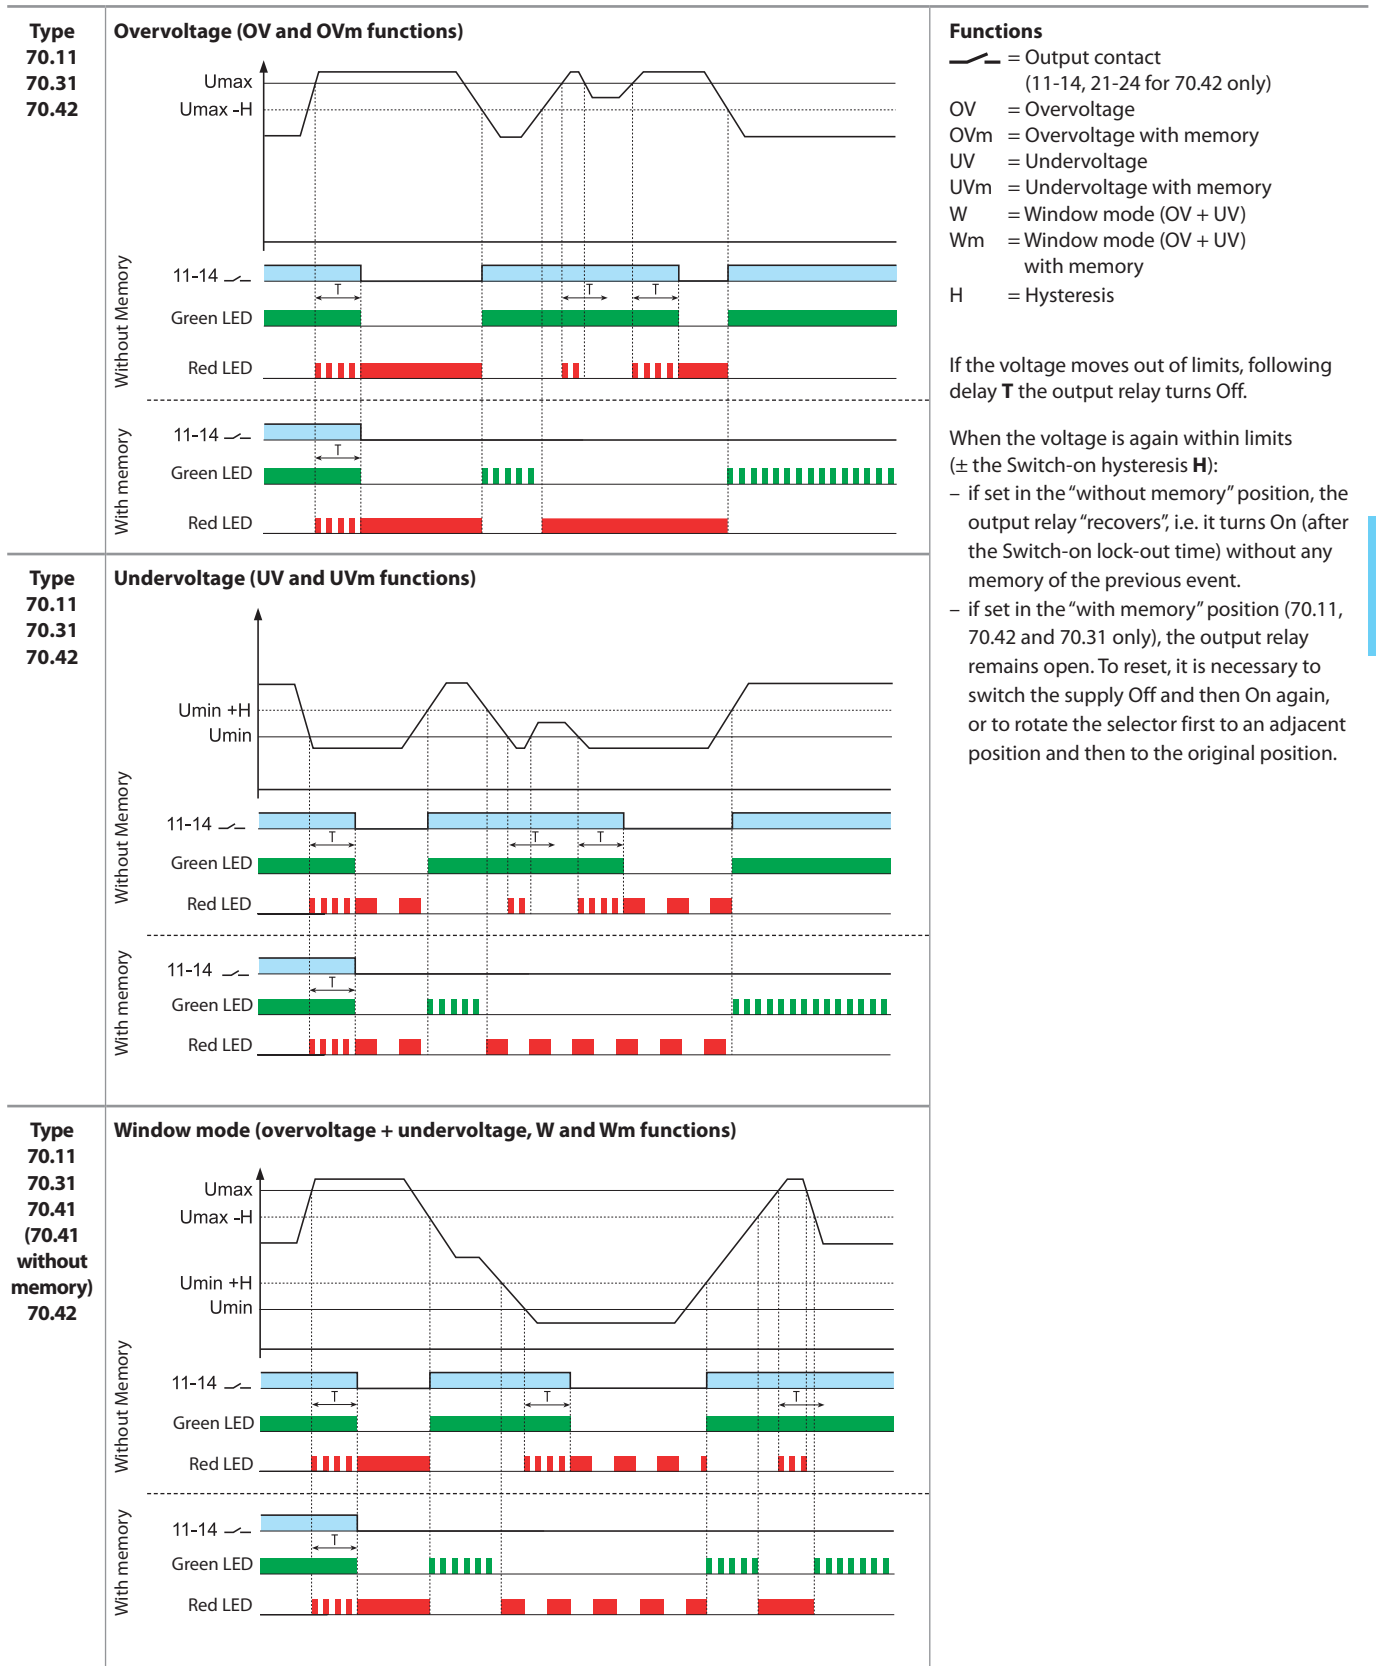 Type
70.11
70.31
70.42
Overvoltage (OV and OVm functions)
Umax
Umax -H
Without Memory
11-14
T
T
T
Green LED
Red LED
With memory
11-14
T
Green LED
Red LED
Type
70.11
70.31
70.42
Undervoltage (UV and UVm functions)
Umin +H
Umin
Without Memory
11-14
T
T
T
Green LED
Red LED
With memory
11-14
T
Green LED
Red LED
Type
70.11
70.31
70.41
(70.41
without
memory)
70.42
Window mode (overvoltage + undervoltage, W and Wm functions)
Umax
Umax -H
Umin +H
Umin
Without Memory
11-14
T
T
T
Green LED
Red LED
With memory
11-14
T
Green LED
Red LED
Functions
= Output contact
(11-14, 21-24 for 70.42 only)
OV = Overvoltage
OVm = Overvoltage with memory
UV = Undervoltage
UVm = Undervoltage with memory
W = Window mode (OV + UV)
Wm = Window mode (OV + UV)
with memory
H = Hysteresis
If the voltage moves out of limits, following
delay T the output relay turns Off.
When the voltage is again within limits
(± the Switch-on hysteresis H):
– if set in the “without memory” position, the
output relay “recovers”, i.e. it turns On (after
the Switch-on lock-out time) without any
memory of the previous event.
– if set in the “with memory” position (70.11,
70.42 and 70.31 only), the output relay
remains open. To reset, it is necessary to
switch the supply Off and then On again,
or to rotate the selector first to an adjacent
position and then to the original position.